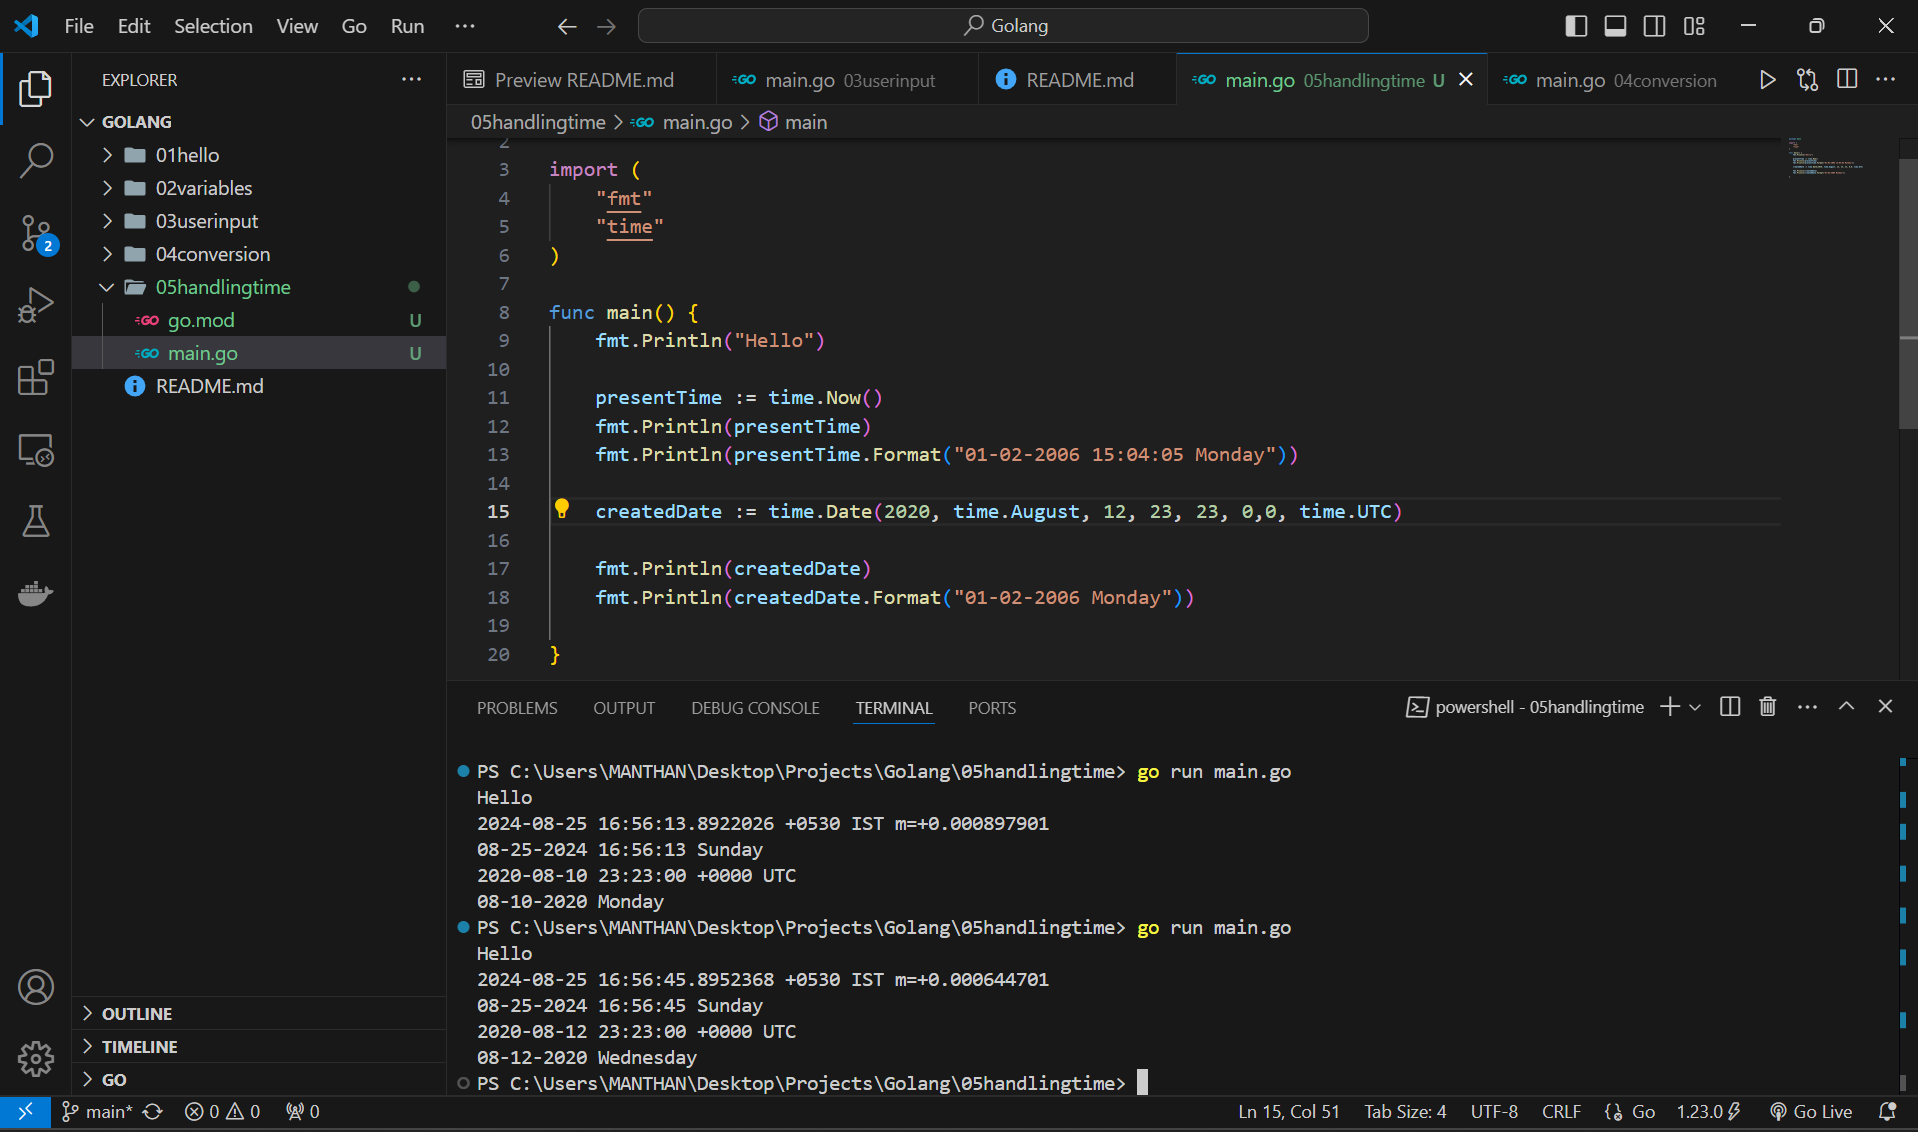 File Edit Selection View Go Run ··· Golang
EXPLORER ···
GOLANG
01hello
02variables
03userinput
04conversion
05handlingtime
go.mod U
main.go U
README.md
OUTLINE
TIMELINE
GO
2
Preview README.md main.go 03userinput README.md main.go 05handlingtime U main.go 04conversion
05handlingtime > main.go > main
2
3 import (
4 "fmt"
5 "time"
6 )
7
8 func main() {
9 fmt.Println("Hello")
10
11 presentTime := time.Now()
12 fmt.Println(presentTime)
13 fmt.Println(presentTime.Format("01-02-2006 15:04:05 Monday"))
14
15 createdDate := time.Date(2020, time.August, 12, 23, 23, 0,0, time.UTC)
16
17 fmt.Println(createdDate)
18 fmt.Println(createdDate.Format("01-02-2006 Monday"))
19
20 }
PROBLEMS OUTPUT DEBUG CONSOLE TERMINAL PORTS powershell - 05handlingtime
PS C:\Users\MANTHAN\Desktop\Projects\Golang\05handlingtime> go run main.go
Hello
2024-08-25 16:56:13.8922026 +0530 IST m=+0.000897901
08-25-2024 16:56:13 Sunday
2020-08-10 23:23:00 +0000 UTC
08-10-2020 Monday
PS C:\Users\MANTHAN\Desktop\Projects\Golang\05handlingtime> go run main.go
Hello
2024-08-25 16:56:45.8952368 +0530 IST m=+0.000644701
08-25-2024 16:56:45 Sunday
2020-08-12 23:23:00 +0000 UTC
08-12-2020 Wednesday
PS C:\Users\MANTHAN\Desktop\Projects\Golang\05handlingtime>
main* 0 0 0 Ln 15, Col 51 Tab Size: 4 UTF-8 CRLF Go 1.23.0 Go Live